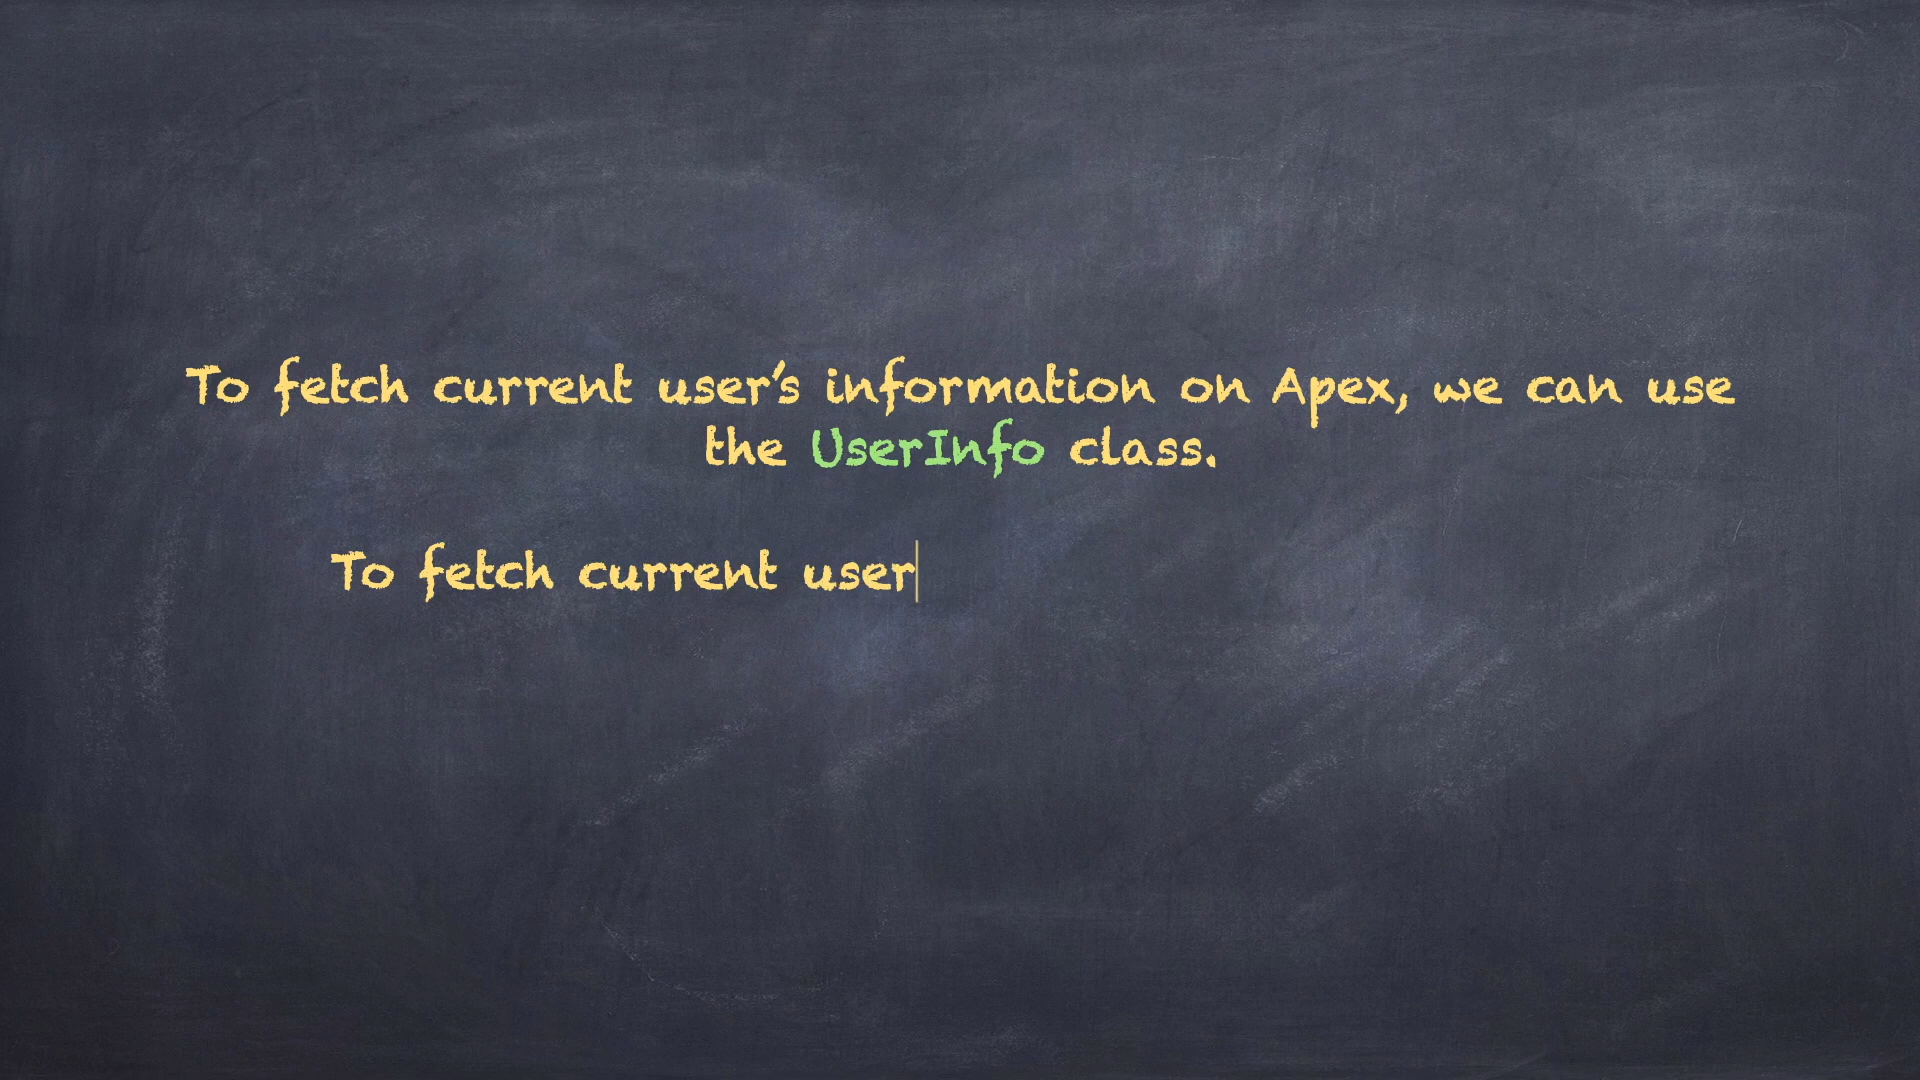 To fetch current user's information on Apex, we can use
the UserInfo class.
To fetch current user